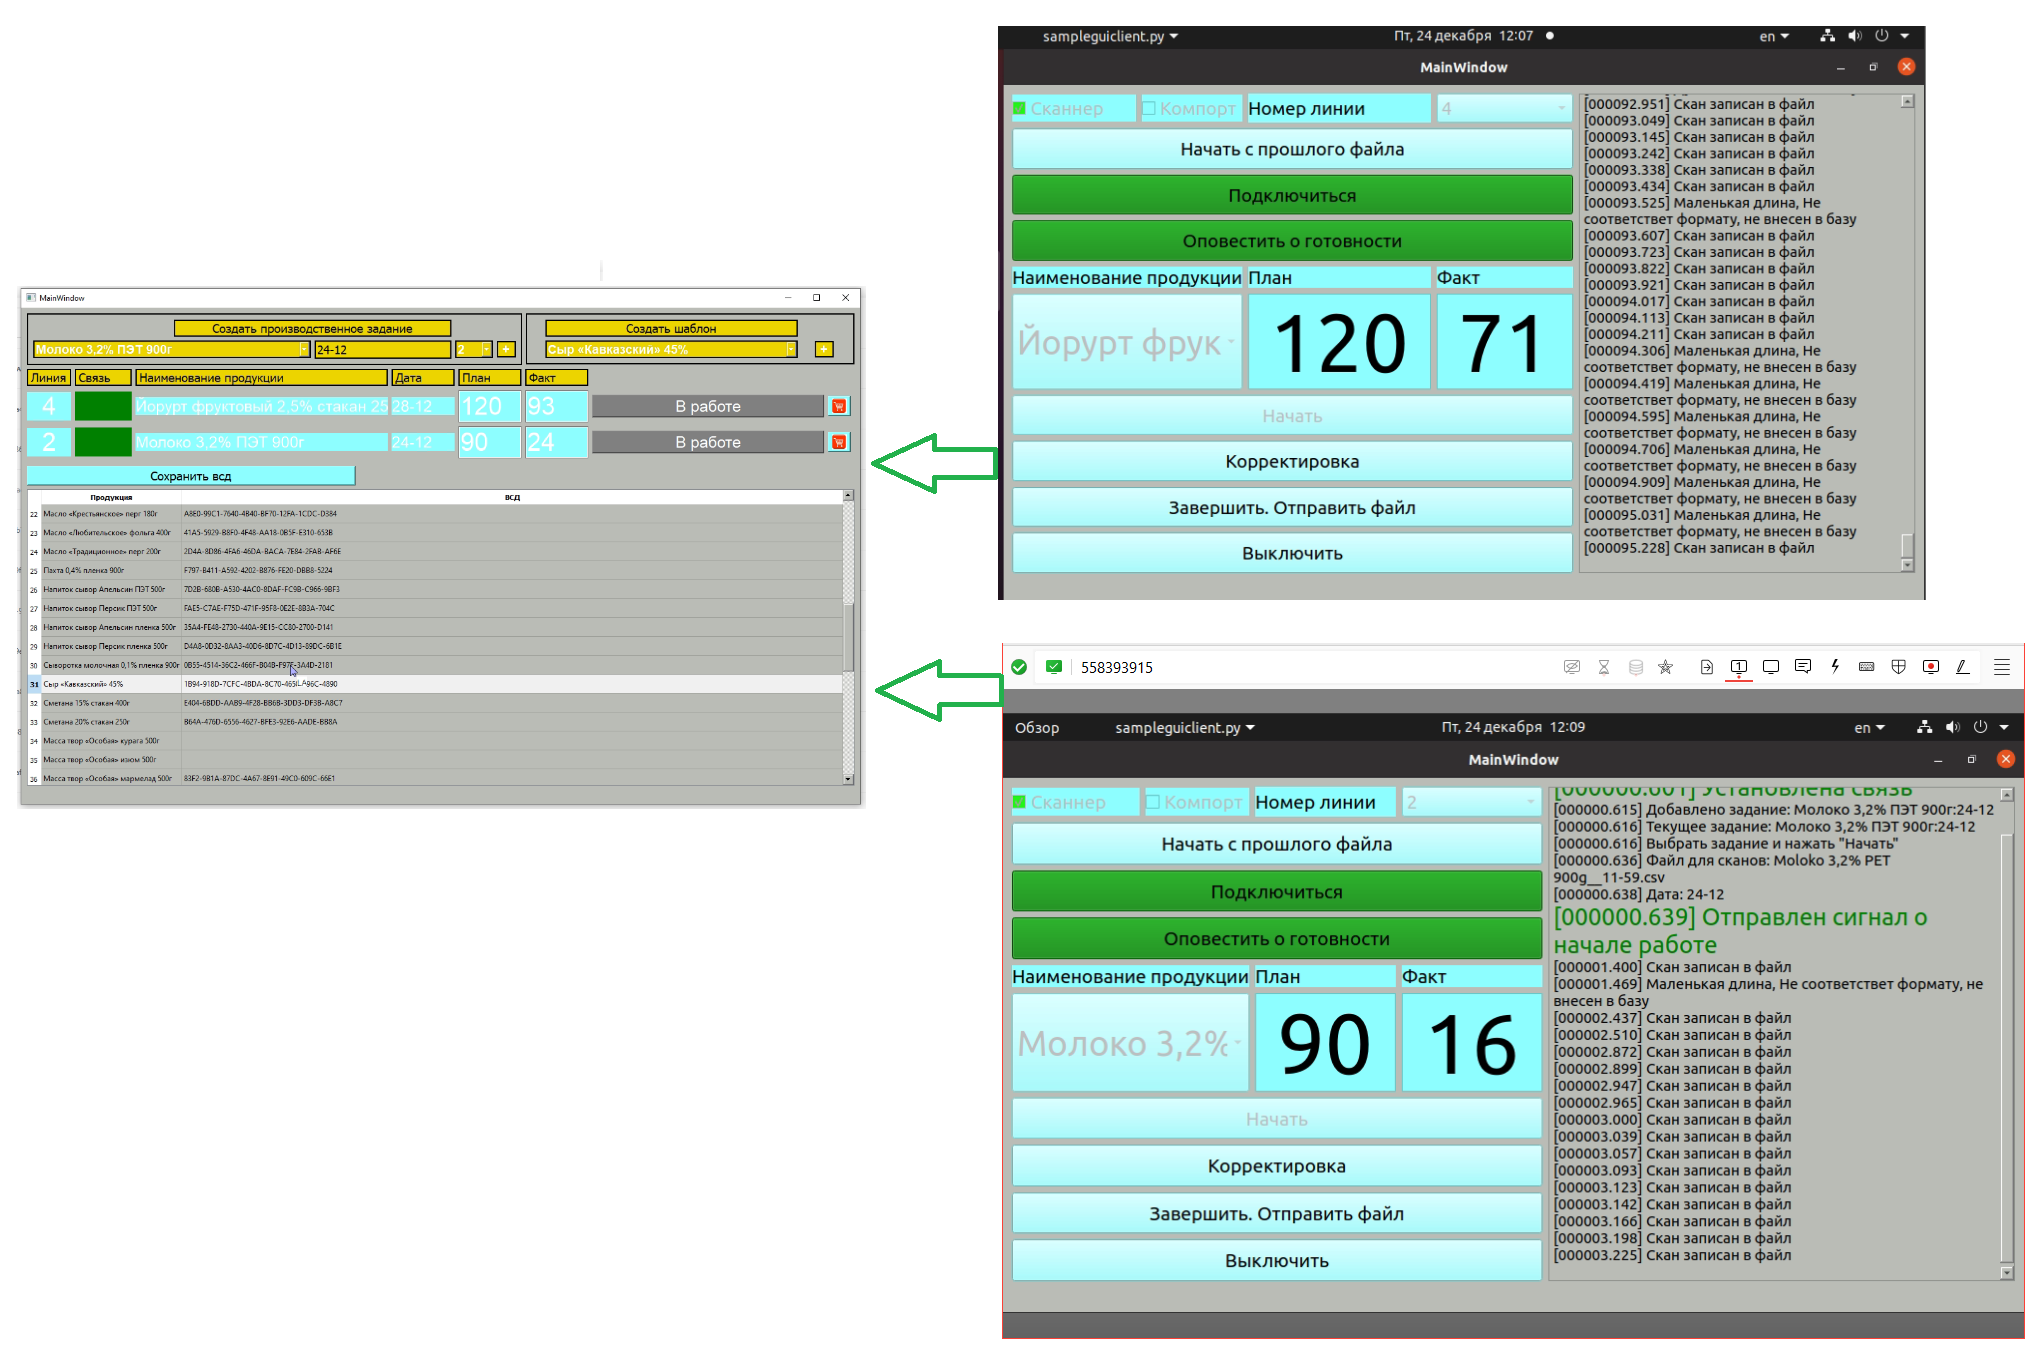 MainWindow
Создать производственное задание
Создать шаблон
Молоко 3,2% ПЭТ 900г
24-12
2
+
Сыр «Кавказский» 45%
+
Линия
Связь
Наименование продукции
Дата
План
Факт
4
Йорурт фруктовый 2,5% стакан 25
28-12
120
93
В работе
2
Молоко 3,2% ПЭТ 900г
24-12
90
24
В работе
Сохранить всд
Продукция
ВСД
22 Масло «Крестьянское» перг 180г A8E0-99C1-7640-4B40-BF70-12FA-1CDC-D384
23 Масло «Любительское» фольга 400г 41A5-5929-B8F0-4F48-AA18-0B5F-E310-653B
24 Масло «Традиционное» перг 200г 2D4A-8D86-4FA6-46DA-BACA-7E84-2FAB-AF6E
25 Пахта 0,4% пленка 900г F797-B411-A592-4202-B876-FE20-DBB8-5224
26 Напиток сывор Апельсин ПЭТ 500г 7D2B-680B-A530-4AC0-8DAF-FC9B-C966-9BF3
27 Напиток сывор Персик ПЭТ 500г FAE5-C7AE-F75D-471F-95F8-0E2E-8B3A-704C
28 Напиток сывор Апельсин пленка 500г 35A4-FE48-2730-440A-9E15-CC80-2700-D141
29 Напиток сывор Персик пленка 500г D4A8-0D32-8AA3-40D6-8D7C-4D13-89DC-6B1E
30 Сыворотка молочная 0,1% пленка 900г 0B55-4514-36C2-466F-B04B-F97F-3A4D-2181
31 Сыр «Кавказский» 45%
32 Сметана 15% стакан 400г E404-6BDD-AAB9-4F28-BB6B-3DD3-DF3B-A8C7
33 Сметана 20% стакан 250г B64A-476D-6556-4627-BFE3-92E6-AADE-BB8A
34 Масса твор «Особая» курага 500г
35 Масса твор «Особая» изюм 500г
36 Масса твор «Особая» мармелад 500г 83F2-9B1A-87DC-4A67-8E91-49C0-609C-66E1
sampleguiclient.py
Пт, 24 декабря 12:07
en
MainWindow
Сканнер
Компорт
Номер линии
4
Начать с прошлого файла
Подключиться
Оповестить о готовности
Наименование продукции
План
Факт
Йорурт фрук
120
71
Начать
Корректировка
Завершить. Отправить файл
Выключить
[000092.951] Скан записан в файл
[000093.049] Скан записан в файл
[000093.145] Скан записан в файл
[000093.242] Скан записан в файл
[000093.338] Скан записан в файл
[000093.434] Скан записан в файл
[000093.525] Маленькая длина, Не
соответствет формату, не внесен в базу
[000093.607] Скан записан в файл
[000093.723] Скан записан в файл
[000093.822] Скан записан в файл
[000093.921] Скан записан в файл
[000094.017] Скан записан в файл
[000094.113] Скан записан в файл
[000094.211] Скан записан в файл
[000094.306] Маленькая длина, Не
соответствет формату, не внесен в базу
[000094.419] Маленькая длина, Не
соответствет формату, не внесен в базу
[000094.595] Маленькая длина, Не
соответствет формату, не внесен в базу
[000094.706] Маленькая длина, Не
соответствет формату, не внесен в базу
[000094.909] Маленькая длина, Не
соответствет формату, не внесен в базу
[000095.031] Маленькая длина, Не
соответствет формату, не внесен в базу
[000095.228] Скан записан в файл
558393915
1
Обзор
sampleguiclient.py
Пт, 24 декабря 12:09
en
MainWindow
Сканнер
Компорт
Номер линии
2
Начать с прошлого файла
Подключиться
Оповестить о готовности
Наименование продукции
План
Факт
Молоко 3,2%
90
16
Начать
Корректировка
Завершить. Отправить файл
Выключить
[000000.601] Установлена связь
[000000.615] Добавлено задание: Молоко 3,2% ПЭТ 900г:24-12
[000000.616] Текущее задание: Молоко 3,2% ПЭТ 900г:24-12
[000000.616] Выбрать задание и нажать "Начать"
[000000.636] Файл для сканов: Moloko 3,2% PET
900g__11-59.csv
[000000.638] Дата: 24-12
[000000.639] Отправлен сигнал о
начале работе
[000001.400] Скан записан в файл
[000001.469] Маленькая длина, Не соответствет формату, не
внесен в базу
[000002.437] Скан записан в файл
[000002.510] Скан записан в файл
[000002.872] Скан записан в файл
[000002.899] Скан записан в файл
[000002.947] Скан записан в файл
[000002.965] Скан записан в файл
[000003.000] Скан записан в файл
[000003.039] Скан записан в файл
[000003.057] Скан записан в файл
[000003.093] Скан записан в файл
[000003.123] Скан записан в файл
[000003.142] Скан записан в файл
[000003.166] Скан записан в файл
[000003.198] Скан записан в файл
[000003.225] Скан записан в файл